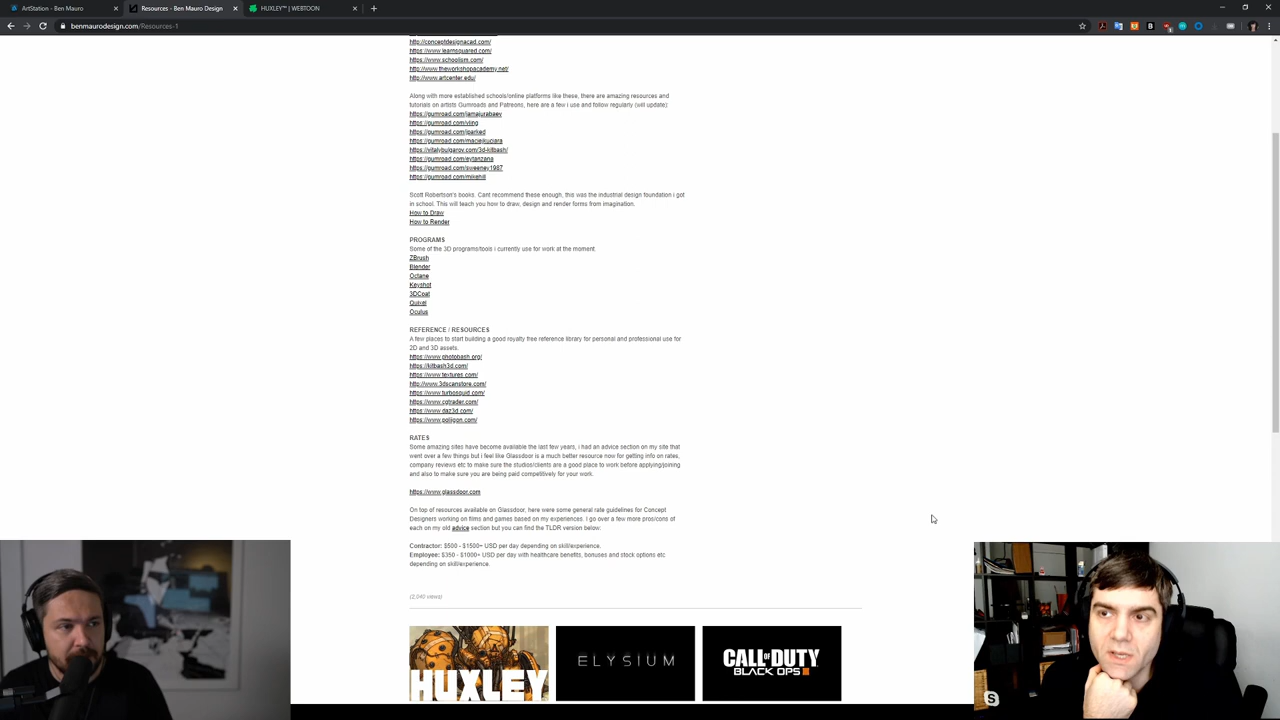 ArtStation - Ben Mauro
Resources - Ben Mauro Design
HUXLEY™ | WEBTOON
benmaurodesign.com/Resources-1
http://conceptdesignacad.com/
https://www.learnsquared.com/
https://www.schoolism.com/
http://www.theworkshopacademy.net/
http://www.artcenter.edu/
Along with more established schools/online platforms like these, there are amazing resources and
tutorials on artists Gumroads and Patreons, here are a few i use and follow regularly (will update):
https://gumroad.com/jamajurabaev
https://gumroad.com/vling
https://gumroad.com/jparked
https://gumroad.com/maciejkuciara
https://vitalybulgarov.com/3d-kitbash/
https://gumroad.com/eytanzana
https://gumroad.com/sweeney1987
https://gumroad.com/mikehill
Scott Robertson's books. Cant recommend these enough, this was the industrial design foundation i got
in school. This will teach you how to draw, design and render forms from imagination.
How to Draw
How to Render
PROGRAMS
Some of the 3D programs/tools i currently use for work at the moment
ZBrush
Blender
Octane
Keyshot
3DCoat
Quixel
Oculus
REFERENCE / RESOURCES
A few places to start building a good royalty free reference library for personal and professional use for
2D and 3D assets.
https://www.photobash.org/
https://kitbash3d.com/
https://www.textures.com/
http://www.3dscanstore.com/
https://www.turbosquid.com/
https://www.cgtrader.com/
https://www.daz3d.com/
https://www.poliigon.com/
RATES
Some amazing sites have become available the last few years, i had an advice section on my site that
went over a few things but i feel like Glassdoor is a much better resource now for getting info on rates,
company reviews etc to make sure the studios/clients are a good place to work before applying/joining
and also to make sure you are being paid competitively for your work.
https://www.glassdoor.com
On top of resources available on Glassdoor, here were some general rate guidelines for Concept
Designers working on films and games based on my experiences. I go over a few more pros/cons of
each on my old advice section but you can find the TLDR version below:
Contractor: $500 - $1500+ USD per day depending on skill/experience.
Employee: $350 - $1000+ USD per day with healthcare benefits, bonuses and stock options etc
depending on skill/experience.
(2,040 views)
HUXLEY
ELYSIUM
CALL OF DUTY
BLACK OPS III